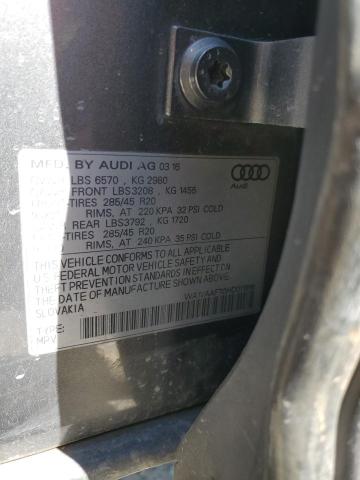 MFD. BY AUDI AG 03 16
LBS 6570 , KG 2980
FRONT LBS3208 , KG 1455
TIRES 285/45 R20
RIMS, AT 220 KPA 32 PSI COLD
REAR LBS3792 , KG 1720
TIRES 285/45 R20
RIMS, AT 240 KPA 35 PSI COLD
THIS VEHICLE CONFORMS TO ALL APPLICABLE
U.S FEDERAL MOTOR VEHICLE SAFETY AND THEFT
PREVENTION STANDARDS IN EFFECT ON THE DATE OF
MANUFACTURE SHOWN ABOVE.
SLOVAKIA
TYPE:
MPV
Audi